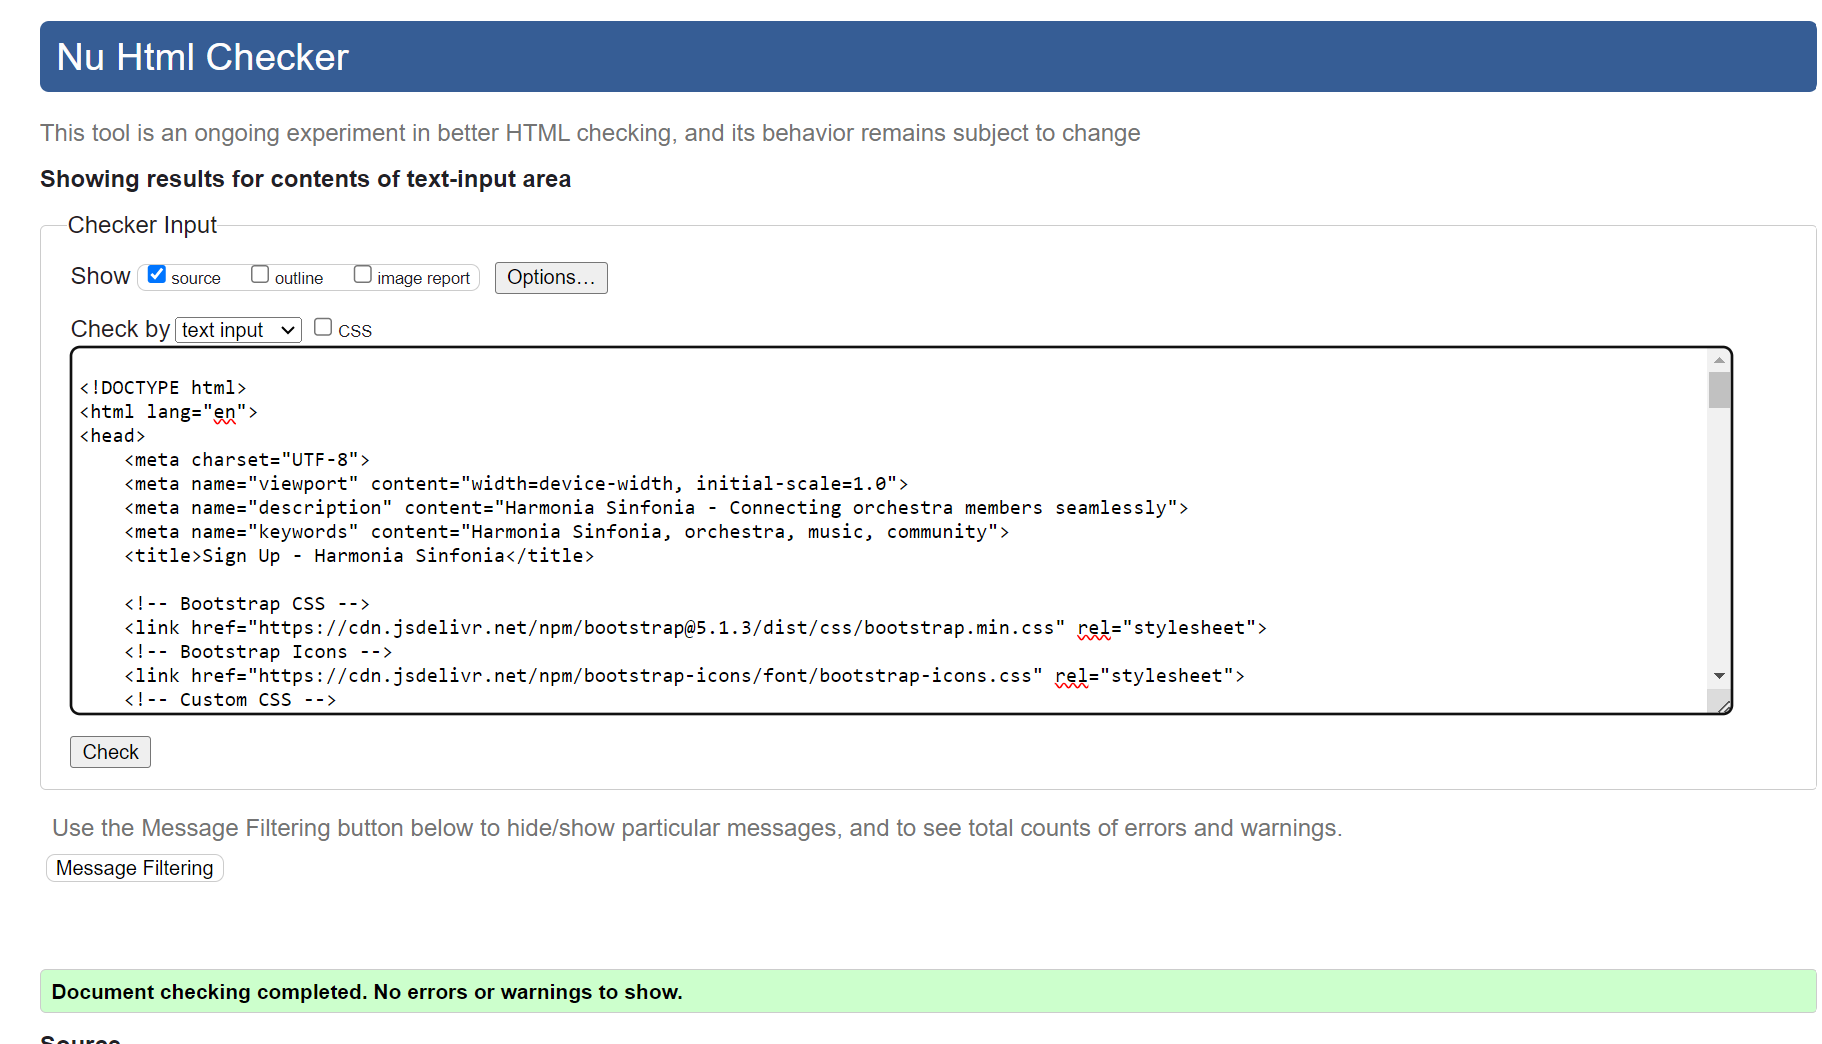 Nu Html Checker
This tool is an ongoing experiment in better HTML checking, and its behavior remains subject to change
Showing results for contents of text-input area
Checker Input
Show source outline image report Options...
Check by text input CSS
<!DOCTYPE html>
<html lang="en">
<head>
    <meta charset="UTF-8">
    <meta name="viewport" content="width=device-width, initial-scale=1.0">
    <meta name="description" content="Harmonia Sinfonia - Connecting orchestra members seamlessly">
    <meta name="keywords" content="Harmonia Sinfonia, orchestra, music, community">
    <title>Sign Up - Harmonia Sinfonia</title>
    <!-- Bootstrap CSS -->
    <link href="https://cdn.jsdelivr.net/npm/bootstrap@5.1.3/dist/css/bootstrap.min.css" rel="stylesheet">
    <!-- Bootstrap Icons -->
    <link href="https://cdn.jsdelivr.net/npm/bootstrap-icons/font/bootstrap-icons.css" rel="stylesheet">
    <!-- Custom CSS -->
Check
Use the Message Filtering button below to hide/show particular messages, and to see total counts of errors and warnings.
Message Filtering
Document checking completed. No errors or warnings to show.
Source